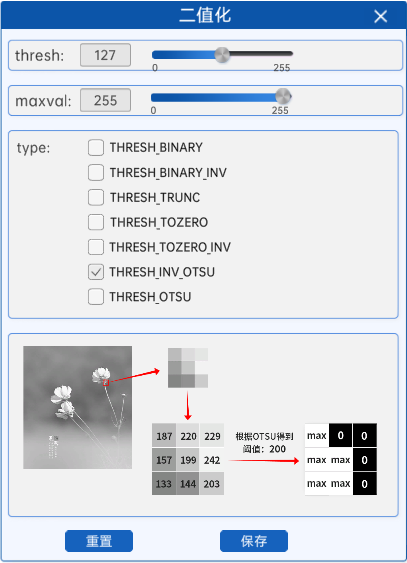 二值化
thresh: 127
0 255
maxval: 255
0 255
type:
THRESH_BINARY
THRESH_BINARY_INV
THRESH_TRUNC
THRESH_TOZERO
THRESH_TOZERO_INV
THRESH_INV_OTSU
THRESH_OTSU
187 220 229
157 199 242
133 144 203
根据OTSU得到
阈值：200
max 0 0
max max 0
max max 0
重置 保存